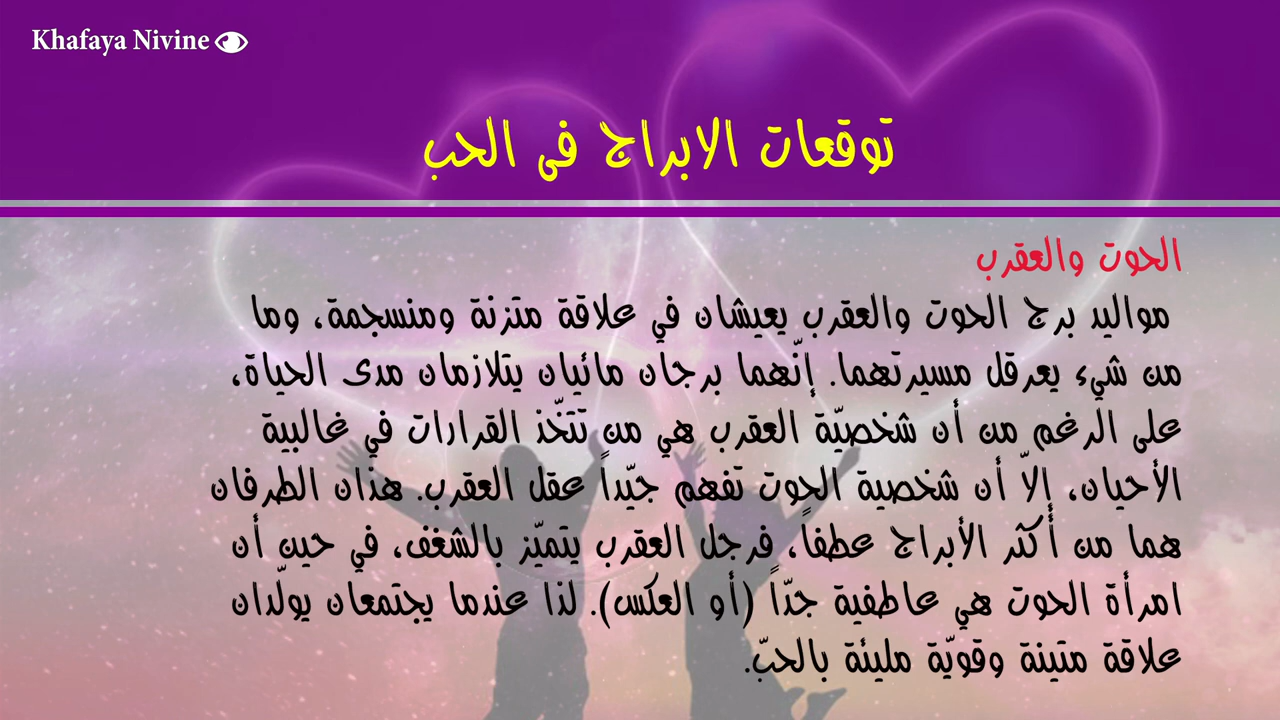 Khafaya Nivine
توقعات الابراج فى الحب
الحوت والعقرب
مواليد برج الحوت والعقرب يعيشان في علاقة متزنة ومنسجمة، وما
من شيء يعرقل مسيرتهما. إنّهما برجان مائيان يتلازمان مدى الحياة،
على الرغم من أن شخصيّة العقرب هي من تتّخذ القرارات في غالبية
الأحيان، إلاّ أن شخصية الحوت تفهم جيّداً عقل العقرب. هذان الطرفان
هما من أكثر الأبراج عطفاً، فرجل العقرب يتميّز بالشغف، في حين أن
امرأة الحوت هي عاطفية جدّاً (أو العكس). لذا عندما يجتمعان يولّدان
علاقة متينة وقويّة مليئة بالحبّ.